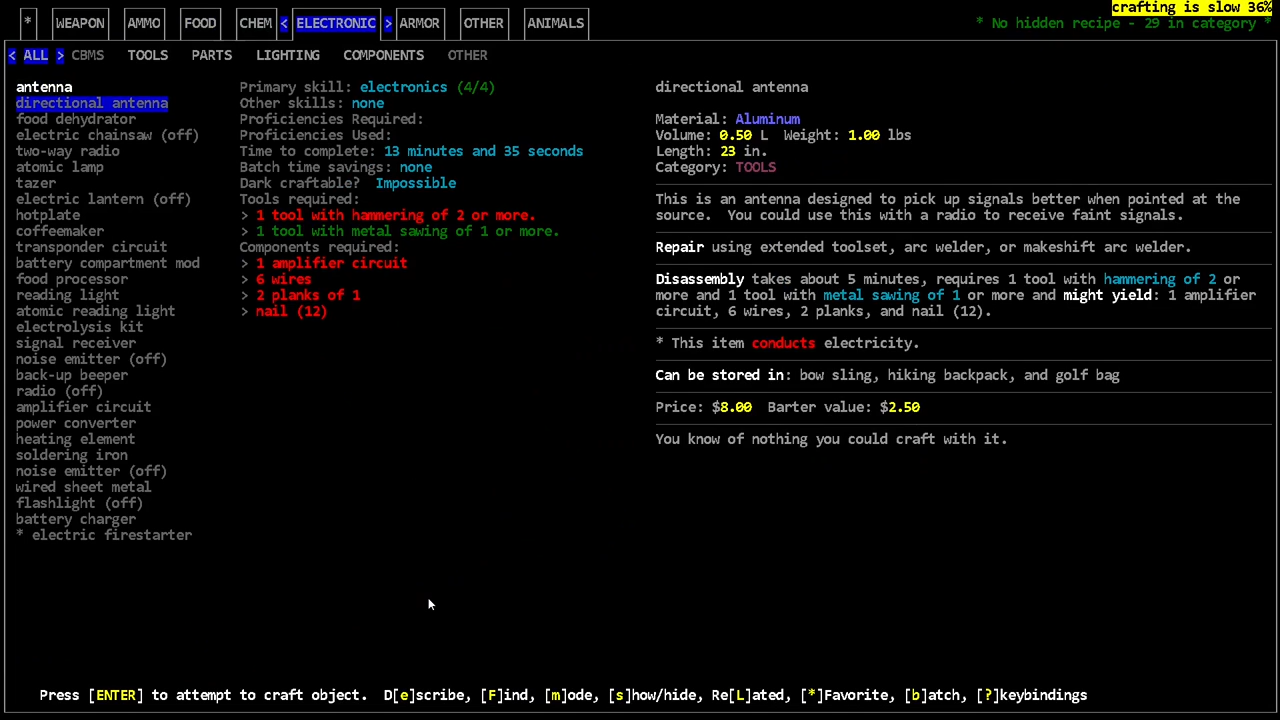 crafting is slow 36%
* WEAPON AMMO FOOD CHEM < ELECTRONIC > ARMOR OTHER ANIMALS
* No hidden recipe - 29 in category *
< ALL > CBMS TOOLS PARTS LIGHTING COMPONENTS OTHER
antenna
directional antenna
food dehydrator
electric chainsaw (off)
two-way radio
atomic lamp
tazer
electric lantern (off)
hotplate
coffeemaker
transponder circuit
battery compartment mod
food processor
reading light
atomic reading light
electrolysis kit
signal receiver
noise emitter (off)
back-up beeper
radio (off)
amplifier circuit
power converter
heating element
soldering iron
noise emitter (off)
wired sheet metal
flashlight (off)
battery charger
* electric firestarter
Primary skill: electronics (4/4)
Other skills: none
Proficiencies Required:
Proficiencies Used:
Time to complete: 13 minutes and 35 seconds
Batch time savings: none
Dark craftable? Impossible
Tools required:
> 1 tool with hammering of 2 or more.
> 1 tool with metal sawing of 1 or more.
Components required:
> 1 amplifier circuit
> 6 wires
> 2 planks of 1
> nail (12)
directional antenna
Material: Aluminum
Volume: 0.50 L Weight: 1.00 lbs
Length: 23 in.
Category: TOOLS
This is an antenna designed to pick up signals better when pointed at the
source. You could use this with a radio to receive faint signals.
Repair using extended toolset, arc welder, or makeshift arc welder.
Disassembly takes about 5 minutes, requires 1 tool with hammering of 2 or
more and 1 tool with metal sawing of 1 or more and might yield: 1 amplifier
circuit, 6 wires, 2 planks, and nail (12).
* This item conducts electricity.
Can be stored in: bow sling, hiking backpack, and golf bag
Price: $8.00 Barter value: $2.50
You know of nothing you could craft with it.
Press [ENTER] to attempt to craft object. D[e]scribe, [F]ind, [m]ode, [s]how/hide, Re[L]ated, [*]Favorite, [b]atch, [?]keybindings